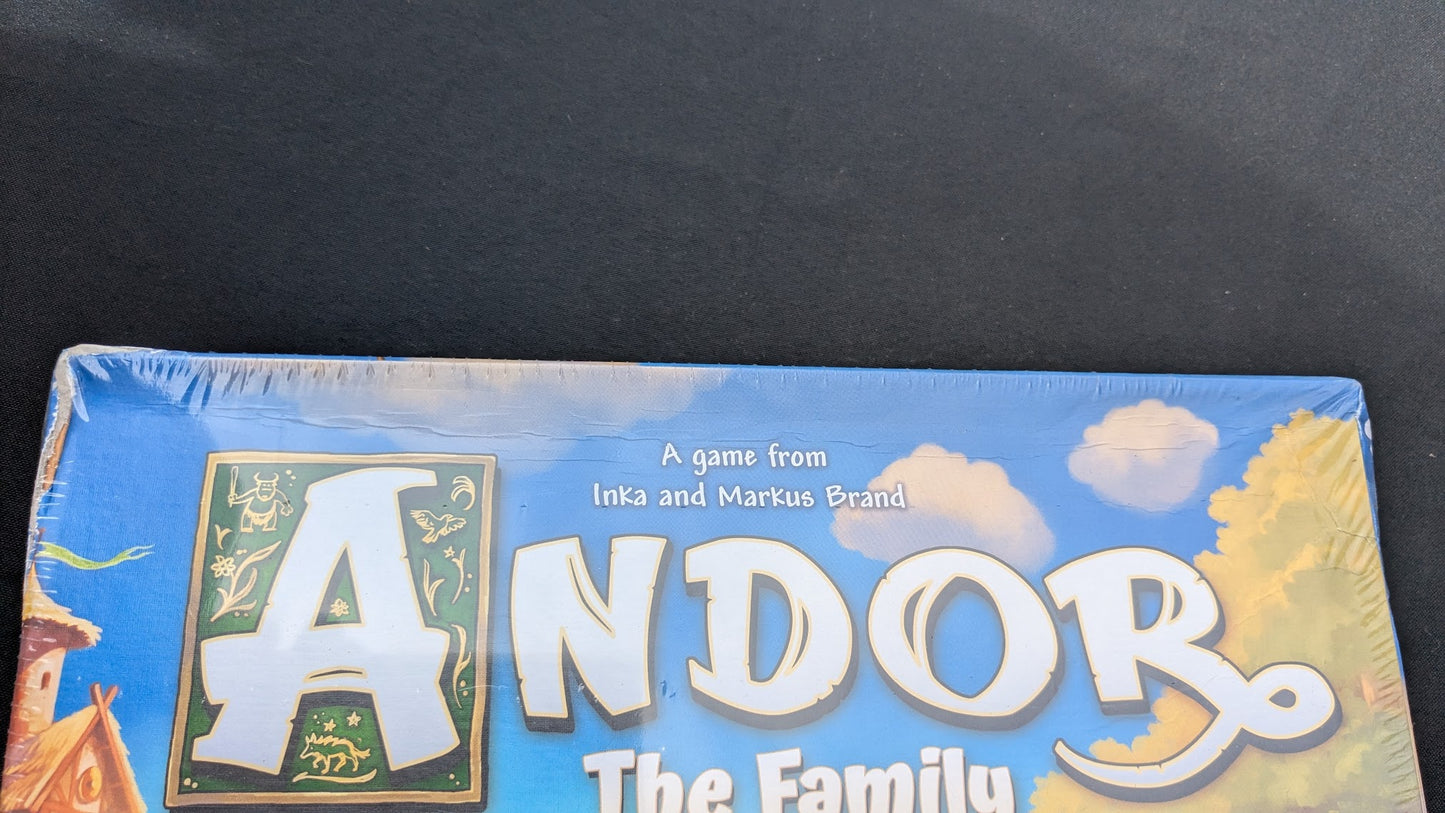 A game from
Inka and Markus Brand
ANDOR
The Family